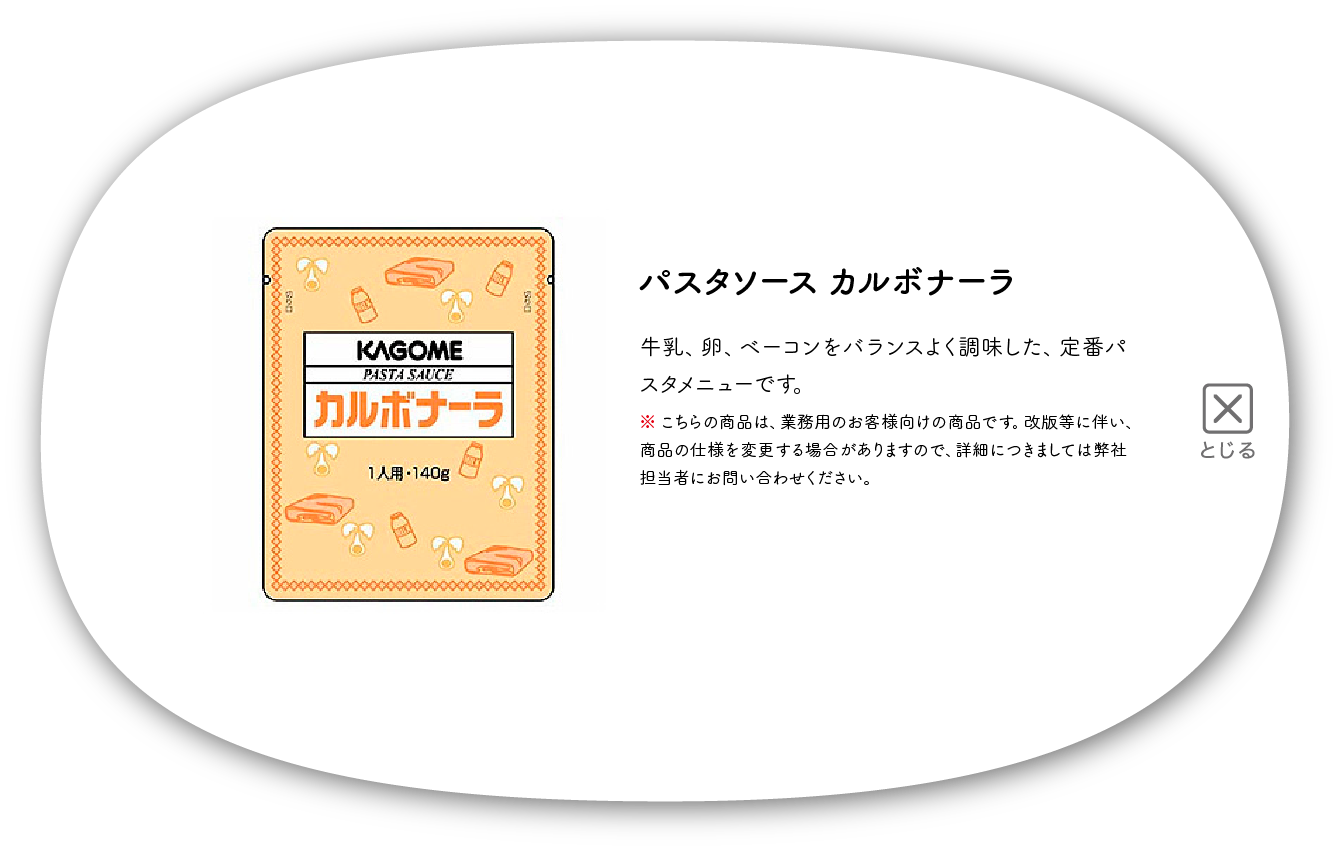 KAGOME
PASTA SAUCE
カルボナーラ
1人用・140g
パスタソース カルボナーラ
牛乳、卵、ベーコンをバランスよく調味した、定番パ
スタメニューです。
※ こちらの商品は、業務用のお客様向けの商品です。改版等に伴い、
商品の仕様を変更する場合がありますので、詳細につきましては弊社
担当者にお問い合わせください。
とじる